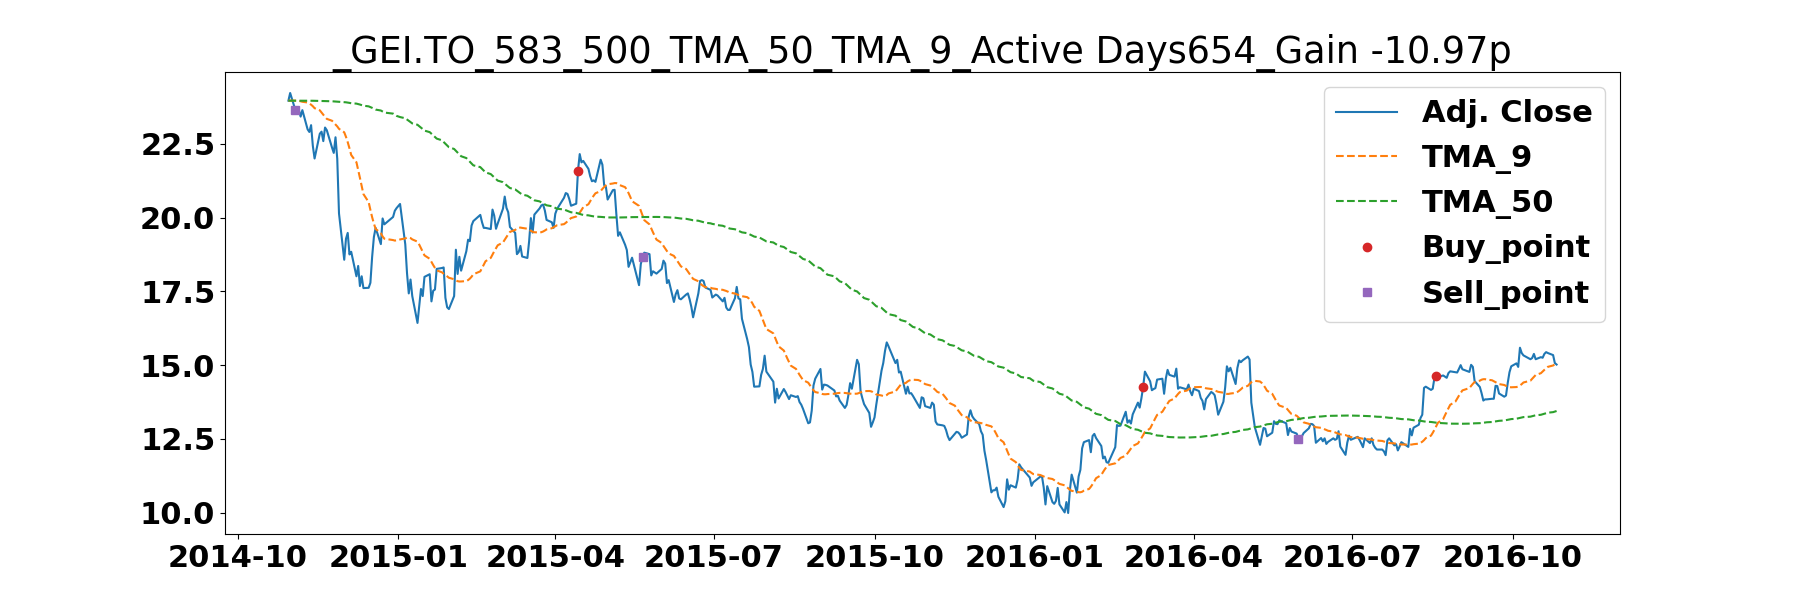 _GEI.TO_583_500_TMA_50_TMA_9_Active Days654_Gain -10.97p
Adj. Close
TMA_9
TMA_50
Buy_point
Sell_point
22.5
20.0
17.5
15.0
12.5
10.0
2014-10 2015-01 2015-04 2015-07 2015-10 2016-01 2016-04 2016-07 2016-10